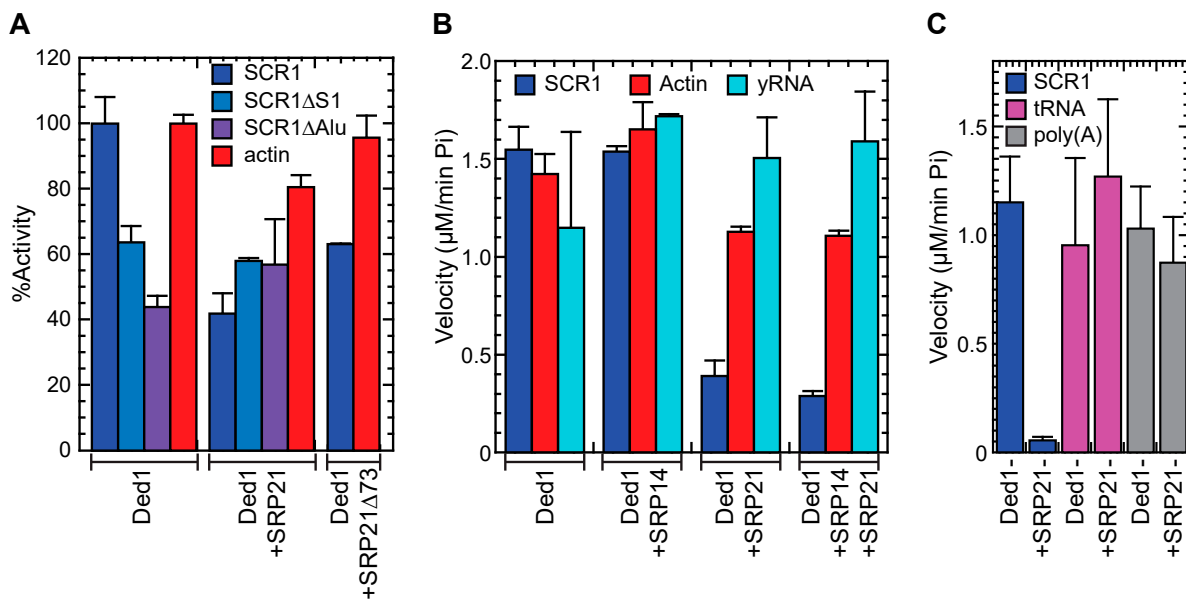 A
%Activity
120
100
80
60
40
20
0
SCR1
SCR1ΔS1
SCR1ΔAlu
actin
Ded1
Ded1
+SRP21
Ded1
+SRP21Δ73
B
Velocity (µM/min Pi)
2.0
1.5
1.0
0.5
0
SCR1
Actin
yRNA
Ded1
Ded1
+SRP14
Ded1
+SRP21
Ded1
+SRP14
+SRP21
C
Velocity (µM/min Pi)
1.5
1.0
0.5
0
SCR1
tRNA
poly(A)
Ded1-
+SRP21-
Ded1-
+SRP21-
Ded1-
+SRP21-